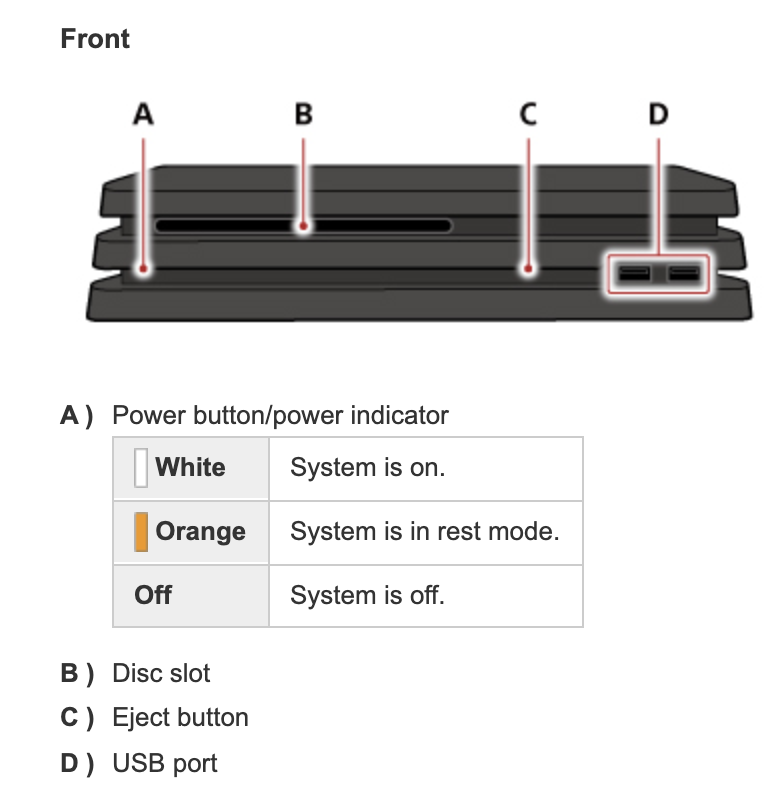 Front
A B C D
A ) Power button/power indicator
White System is on.
Orange System is in rest mode.
Off System is off.
B ) Disc slot
C ) Eject button
D ) USB port